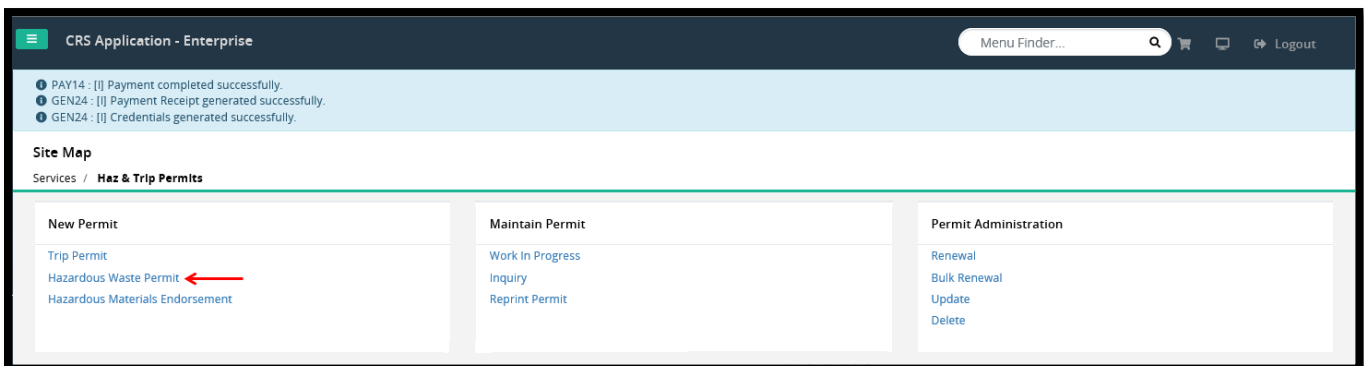 CRS Application - Enterprise
Menu Finder...
Logout
PAY14 : [I] Payment completed successfully.
GEN24 : [I] Payment Receipt generated successfully.
GEN24 : [I] Credentials generated successfully.
Site Map
Services / Haz & Trip Permits
New Permit
Trip Permit
Hazardous Waste Permit
Hazardous Materials Endorsement
Maintain Permit
Work In Progress
Inquiry
Reprint Permit
Permit Administration
Renewal
Bulk Renewal
Update
Delete